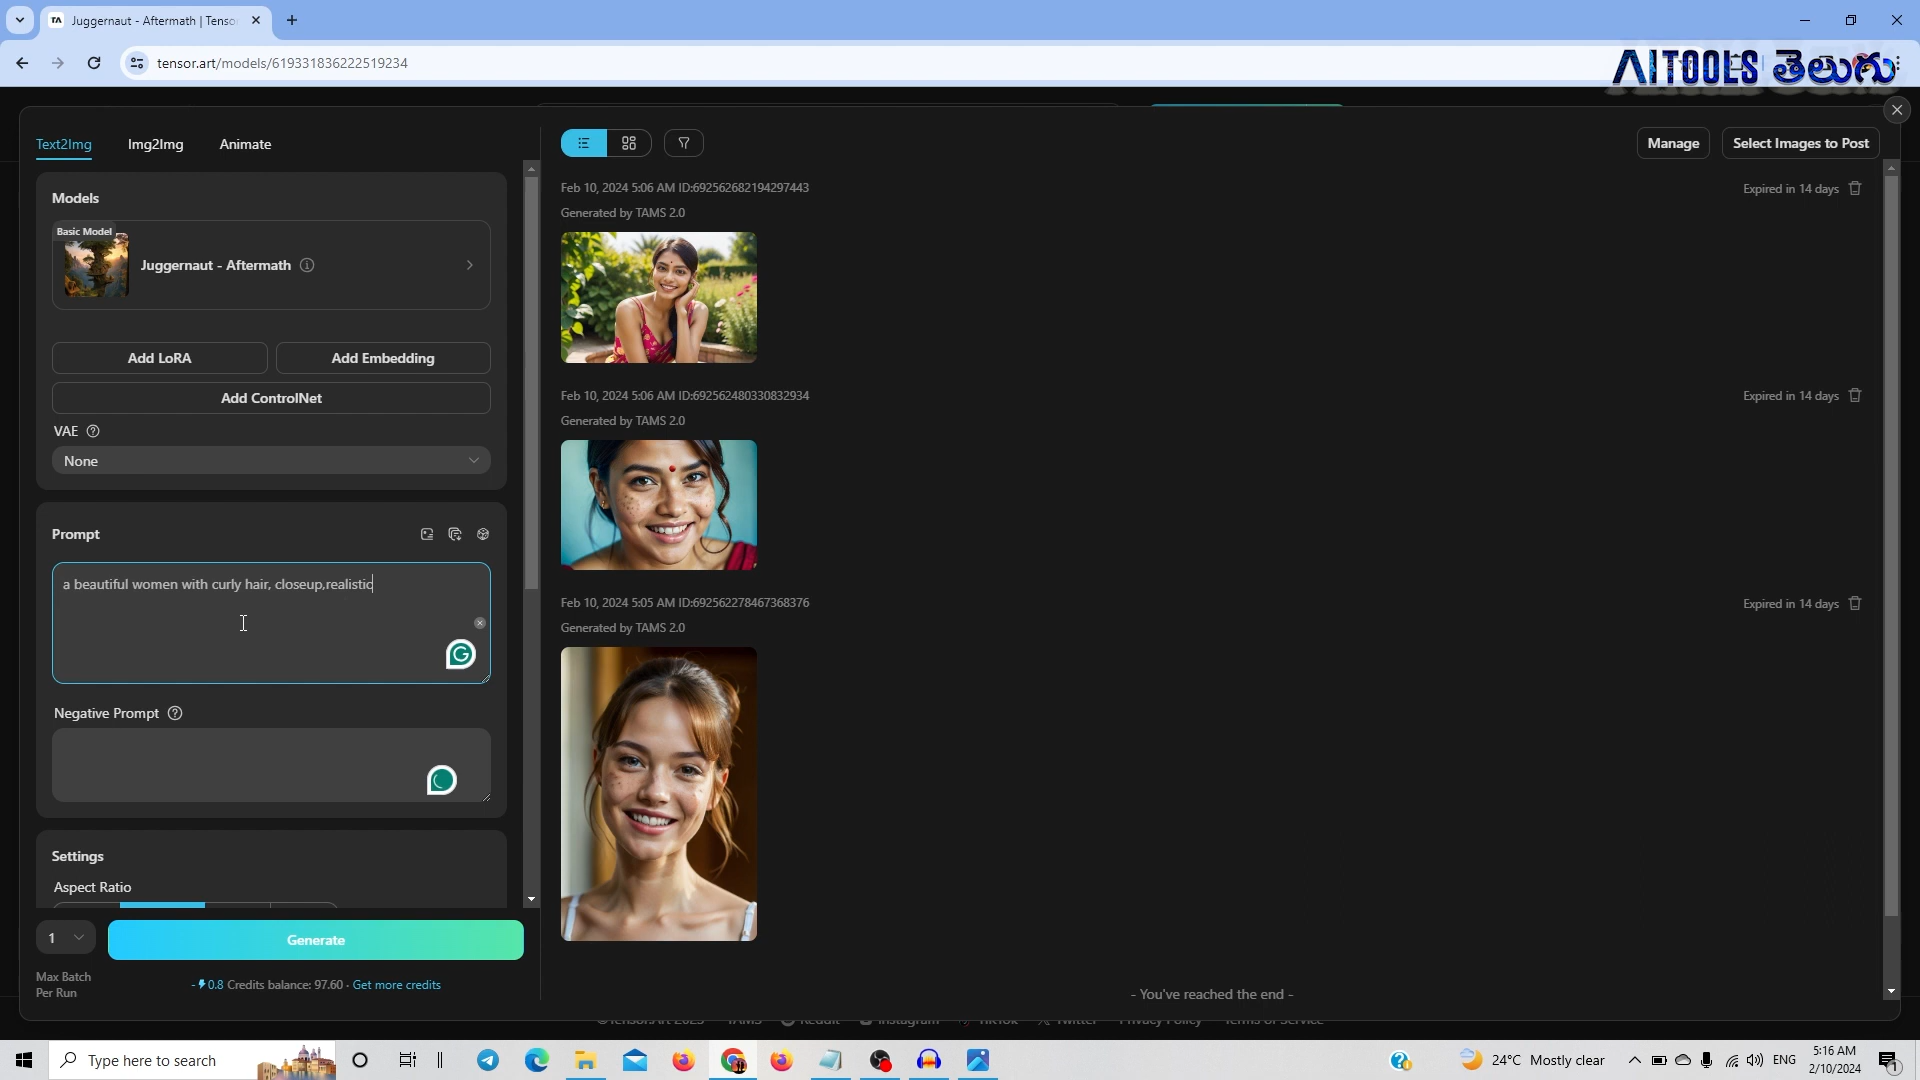 Juggernaut - Aftermath | Tensor
tensor.art/models/619331836222519234
AITOOLS తెలుగు
Text2Img
Img2Img
Animate
Manage
Select Images to Post
Models
Basic Model
Juggernaut - Aftermath
Add LoRA
Add Embedding
Add ControlNet
VAE
None
Prompt
a beautiful women with curly hair, closeup,realistic
Negative Prompt
Settings
Aspect Ratio
1
Generate
Max Batch
Per Run
- 0.8 Credits balance: 97.60 - Get more credits
Feb 10, 2024 5:06 AM ID:692562682194297443
Expired in 14 days
Generated by TAMS 2.0
Feb 10, 2024 5:06 AM ID:692562480330832934
Expired in 14 days
Generated by TAMS 2.0
Feb 10, 2024 5:05 AM ID:692562278467368376
Expired in 14 days
Generated by TAMS 2.0
- You've reached the end -
Type here to search
24°C Mostly clear
ENG
5:16 AM
2/10/2024
1